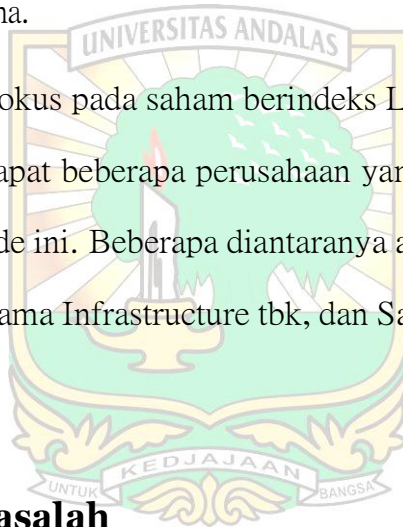 na.
UNIVERSITAS ANDALAS
okus pada saham berindeks L
apat beberapa perusahaan yan
de ini. Beberapa diantaranya a
ama Infrastructure tbk, dan Sa
KEDJAJAAN
UNTUK BANGSA
asalah